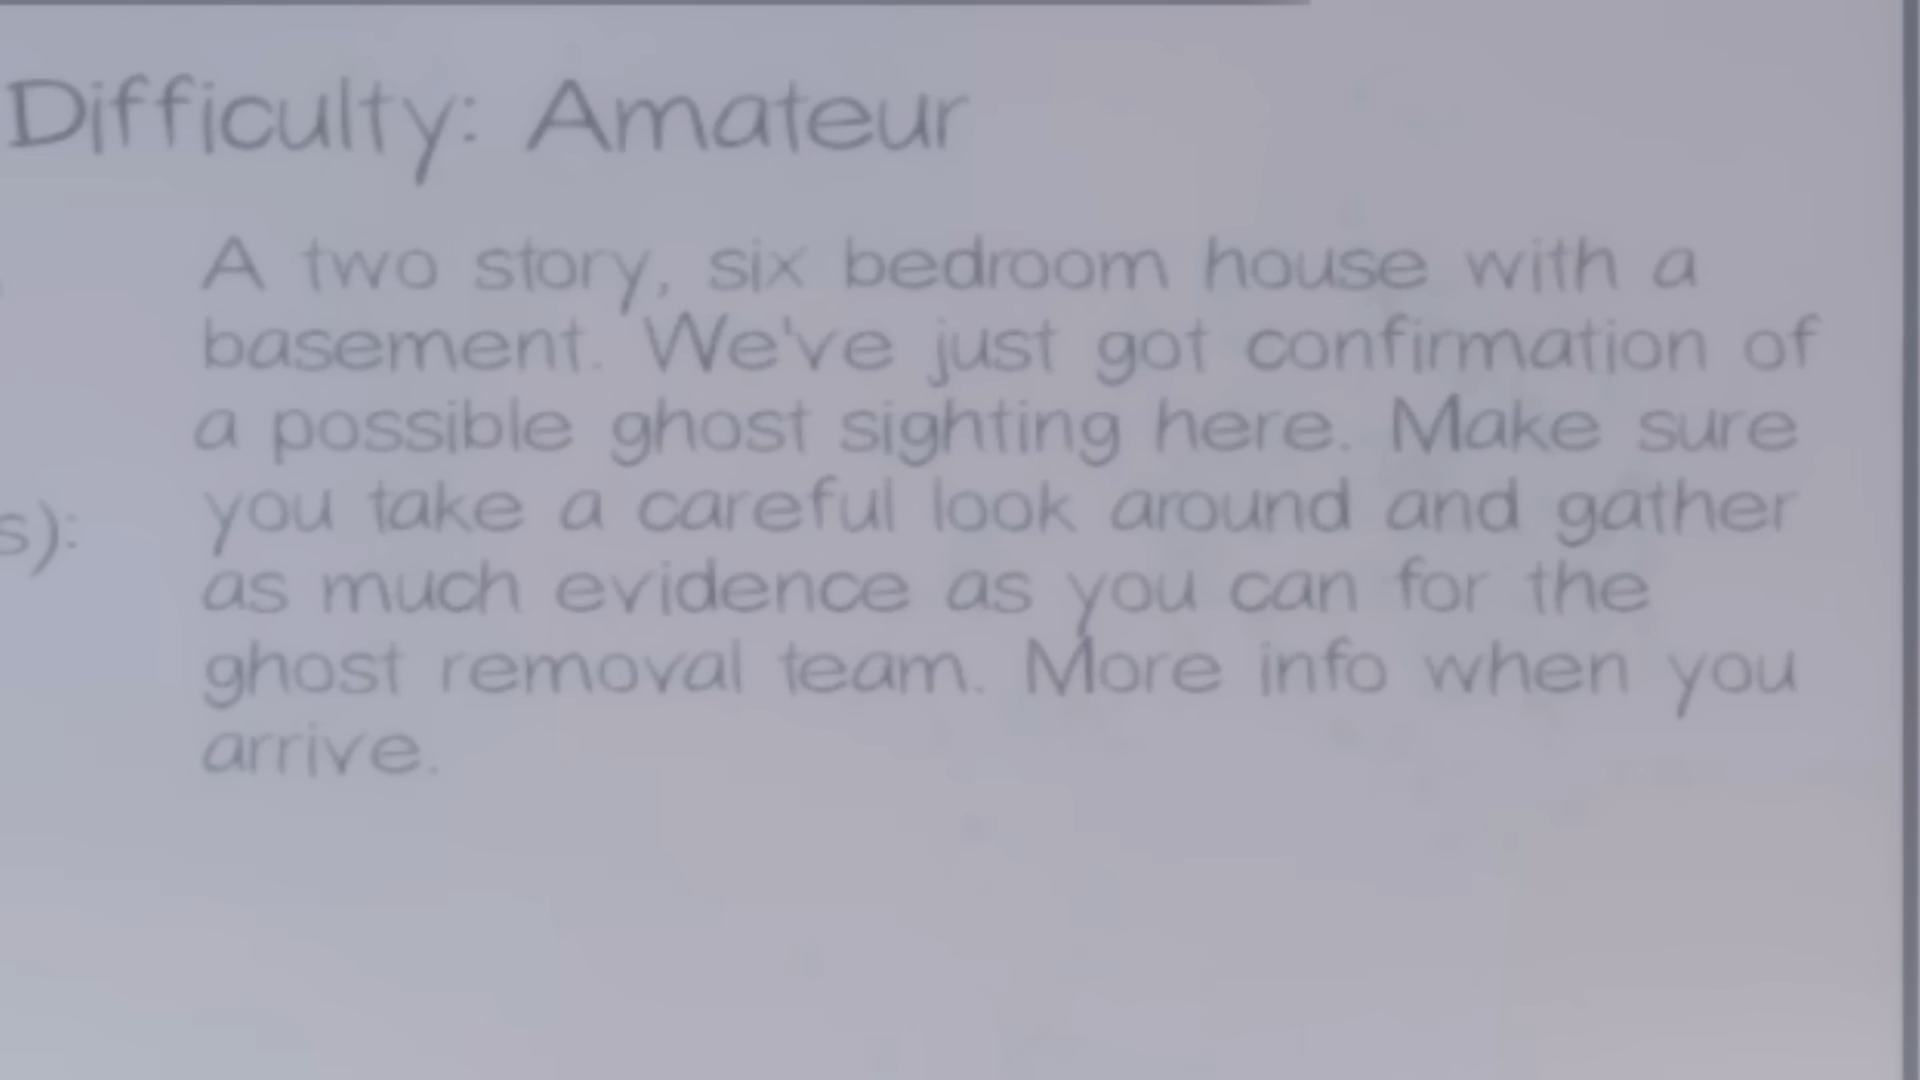 Difficulty: Amateur
A two story, six bedroom house with a
basement. We've just got confirmation of
a possible ghost sighting here. Make sure
you take a careful look around and gather
s):
as much evidence as you can for the
ghost removal team. More info when you
arrive.